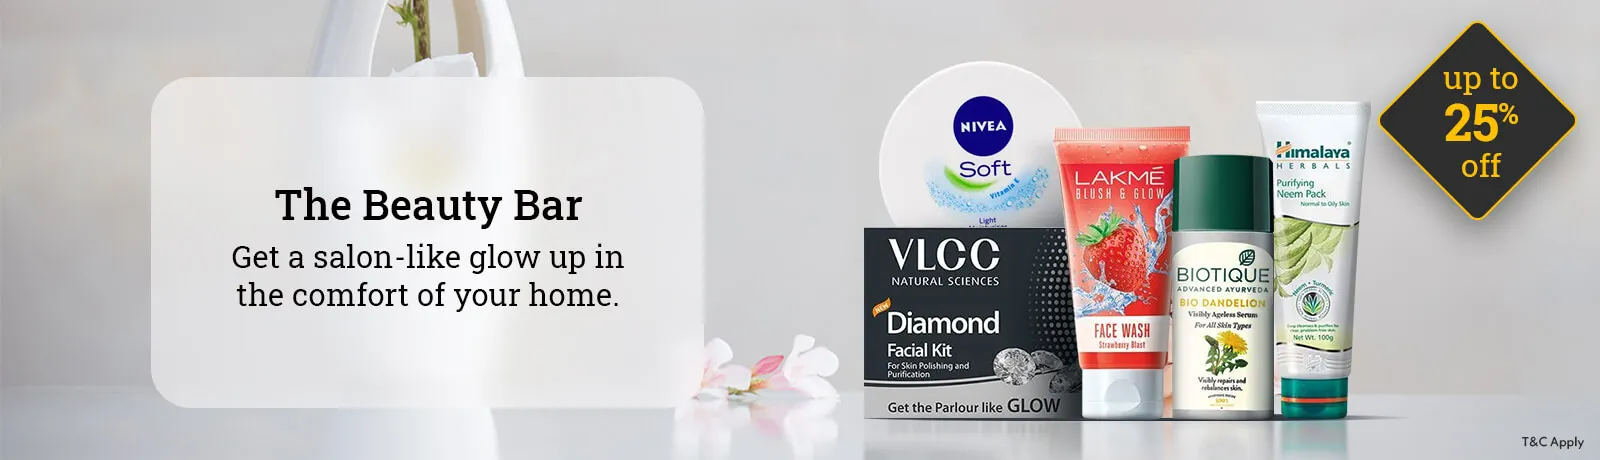 The Beauty Bar
Get a salon-like glow up in
the comfort of your home.
NIVEA
Soft
Vitamin E
Light
VLCC
NATURAL SCIENCES
NEW
Diamond
Facial Kit
For Skin Polishing and
Purification
Get the Parlour like GLOW
LAKMÉ
BLUSH & GLOW
FACE WASH
Strawberry Blast
BIOTIQUE
ADVANCED AYURVEDA
BIO DANDELION
Visibly Ageless Serum
For All Skin Types
Visibly repairs and
rebalances skin.
Himalaya
HERBALS
Purifying
Neem Pack
Normal to Oily Skin
Neem • Turmeric
Net Wt. 100g
up to
25%
off
T&C Apply